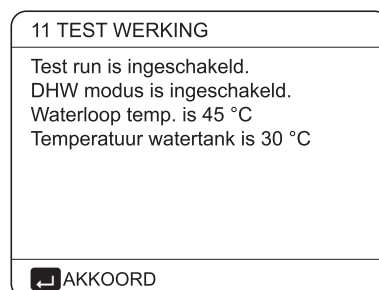 11 TEST WERKING
Test run is ingeschakeld.
DHW modus is ingeschakeld.
Waterloop temp. is 45 °C
Temperatuur watertank is 30 °C
AKKOORD